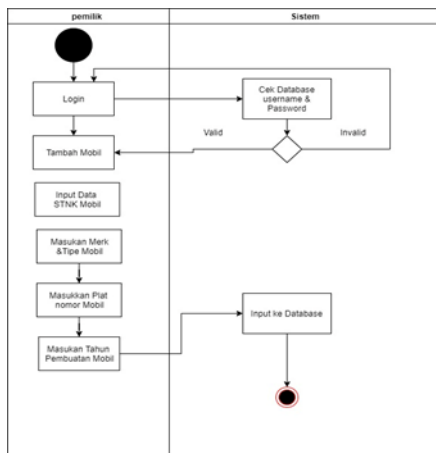 pemilik
Sistem
Login
Cek Database
username &
Password
Valid
Invalid
Tambah Mobil
Input Data
STNK Mobil
Masukan Merk
&Tipe Mobil
Masukkan Plat
nomor Mobil
Input ke Database
Masukan Tahun
Pembuatan Mobil